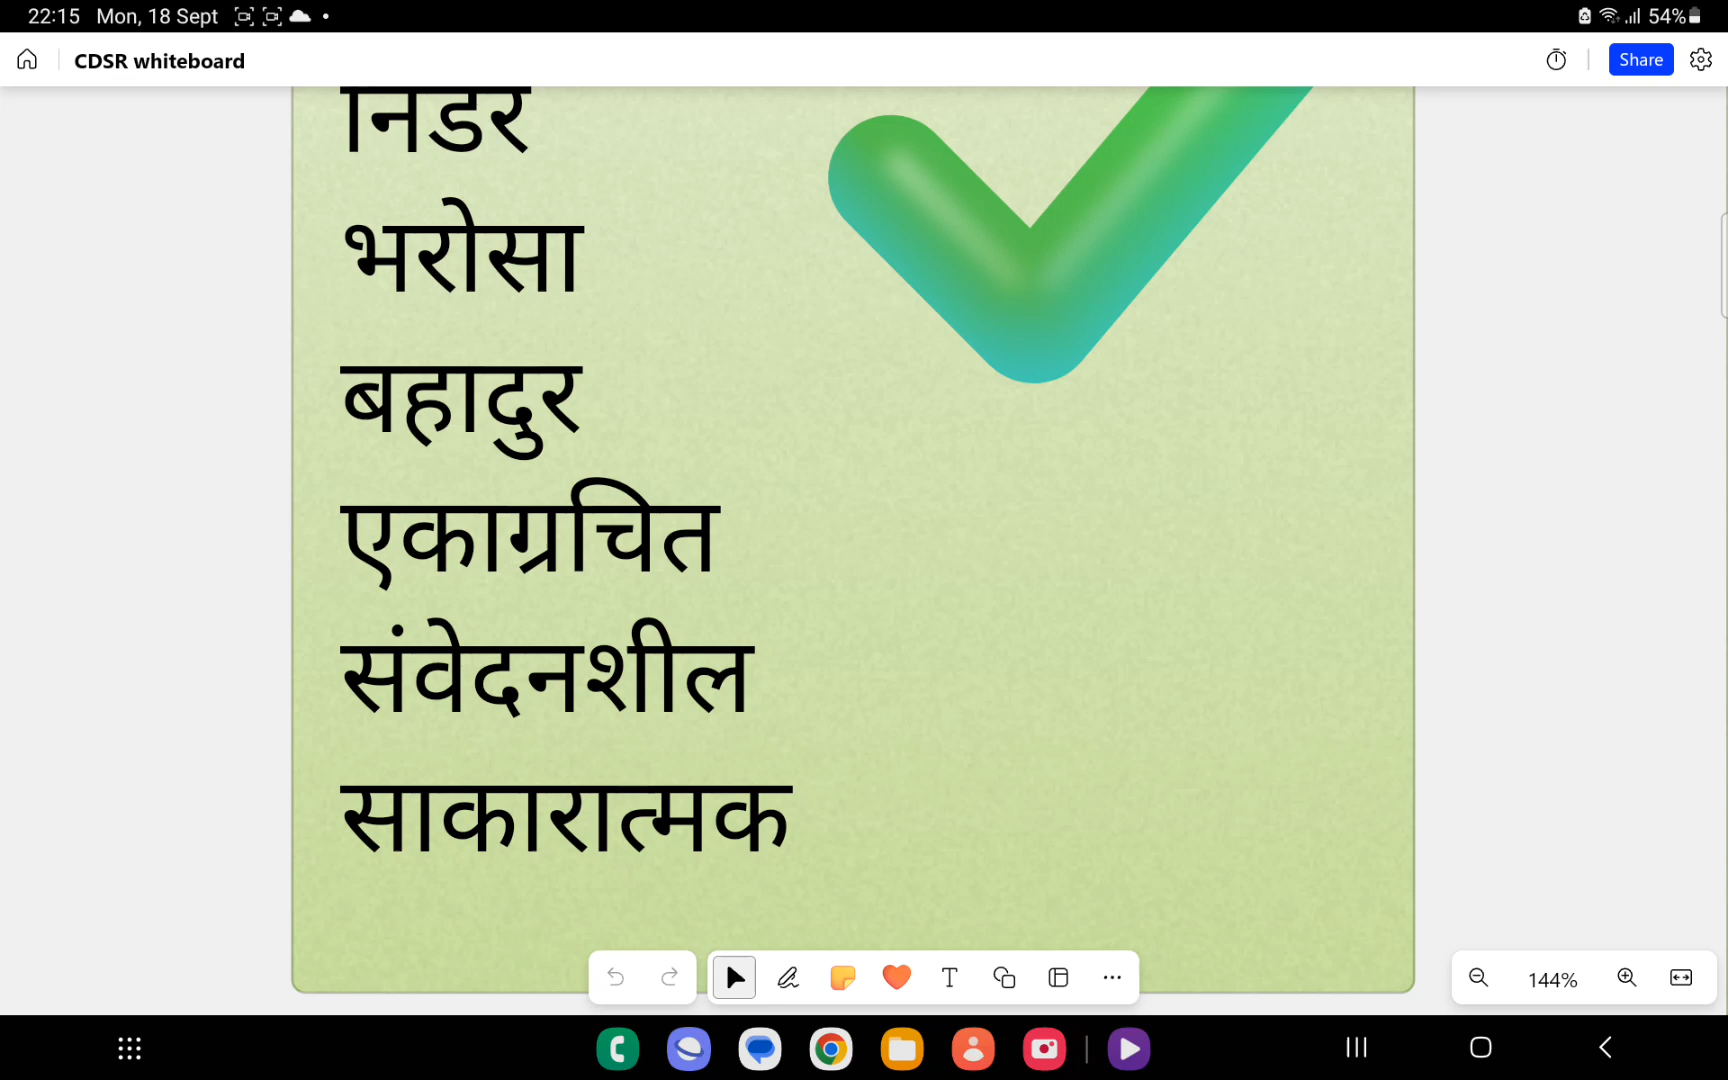 22:15 Mon, 18 Sept 54%
CDSR whiteboard Share
निडर
भरोसा
बहादुर
एकाग्रचित
संवेदनशील
साकारात्मक
144%